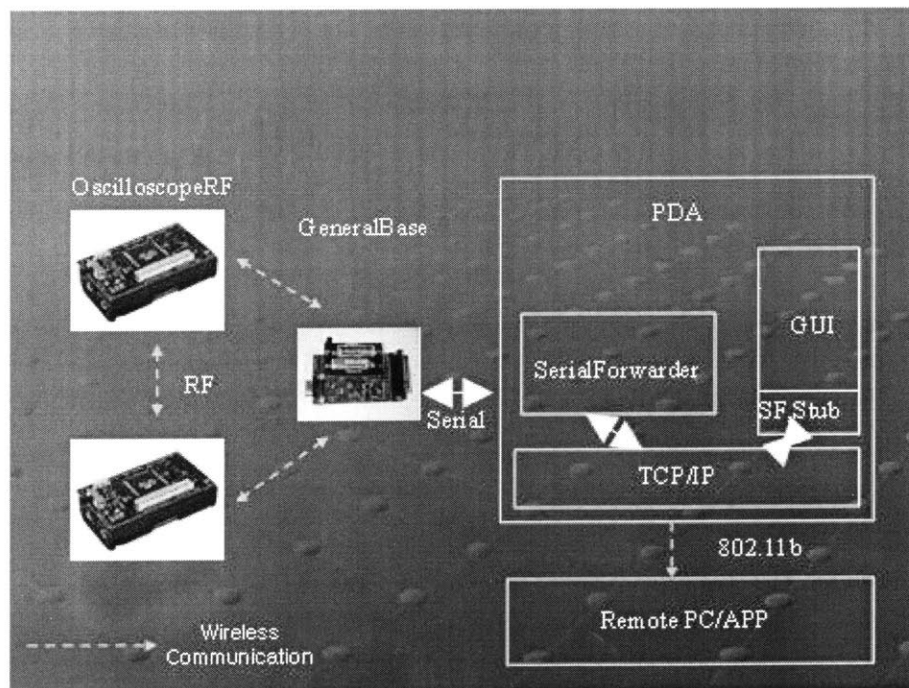 OscilloscopeRF
GeneralBase
RF
Serial
PDA
GUI
SerialForwarder
SF Stub
TCP/IP
802.11b
Remote PC/APP
Wireless
Communication